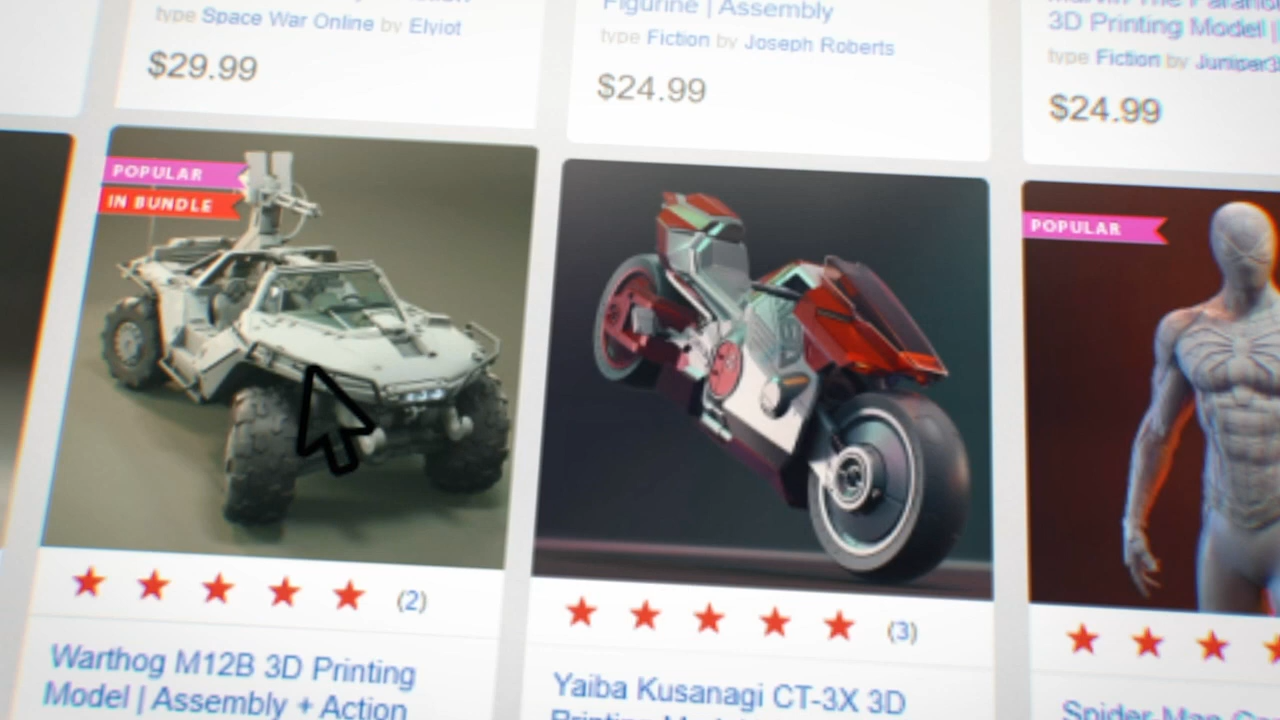 type Space War Online by Elyiot
$29.99
Figurine | Assembly
type Fiction by Joseph Roberts
$24.99
3D Printing Model |
type Fiction by
$24.99
POPULAR
IN BUNDLE
POPULAR
(2)
Warthog M12B 3D Printing
Model | Assembly + Action
(3)
Yaiba Kusanagi CT-3X 3D